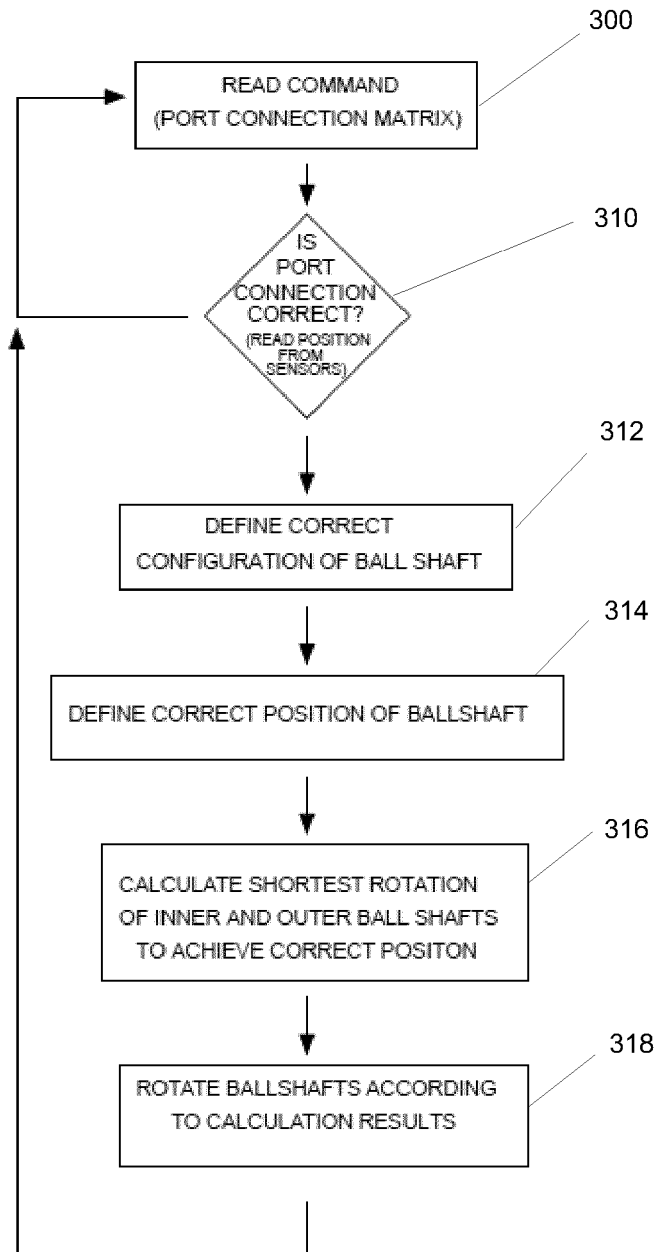 300
READ COMMAND
(PORT CONNECTION MATRIX)
310
IS
PORT
CONNECTION
CORRECT?
(READ POSITION
FROM
SENSORS)
312
DEFINE CORRECT
CONFIGURATION OF BALL SHAFT
314
DEFINE CORRECT POSITION OF BALLSHAFT
316
CALCULATE SHORTEST ROTATION
OF INNER AND OUTER BALL SHAFTS
TO ACHIEVE CORRECT POSITON
318
ROTATE BALLSHAFTS ACCORDING
TO CALCULATION RESULTS